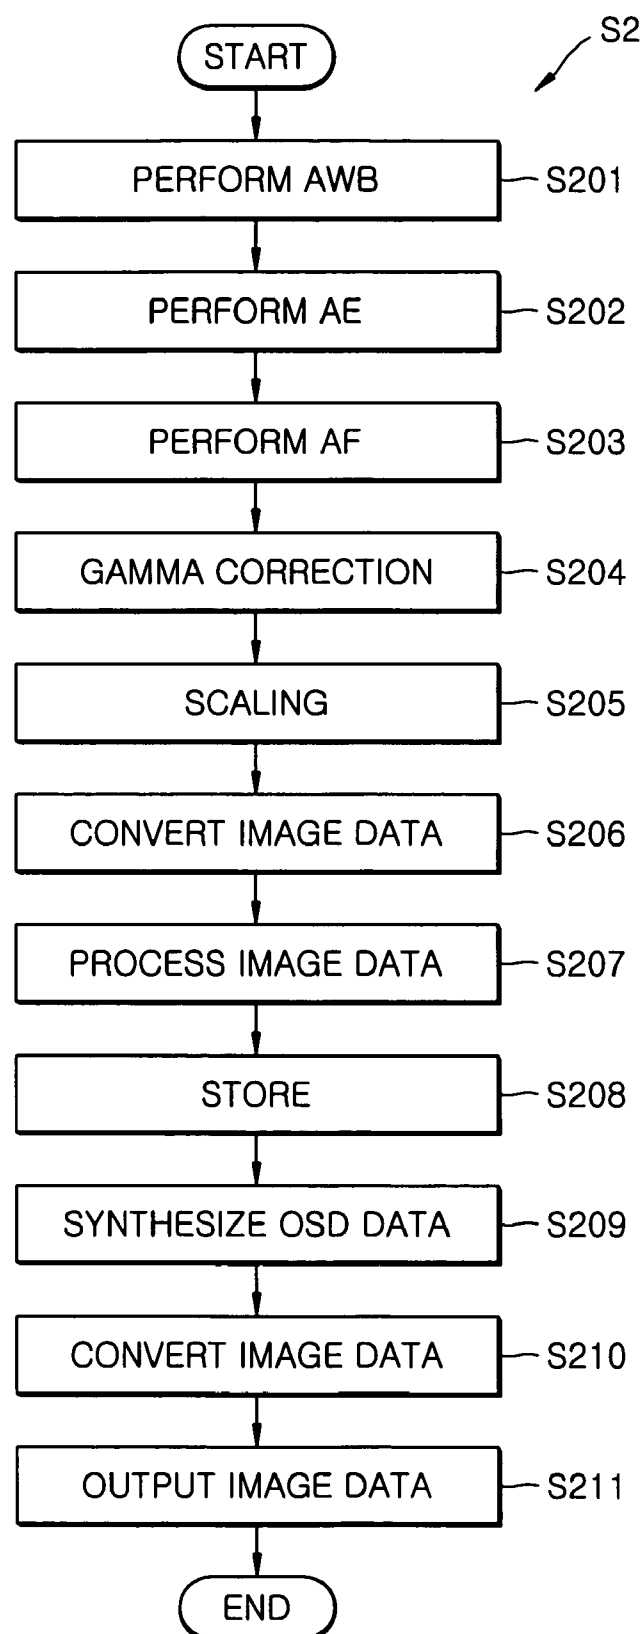 S2
START
PERFORM AWB S201
PERFORM AE S202
PERFORM AF S203
GAMMA CORRECTION S204
SCALING S205
CONVERT IMAGE DATA S206
PROCESS IMAGE DATA S207
STORE S208
SYNTHESIZE OSD DATA S209
CONVERT IMAGE DATA S210
OUTPUT IMAGE DATA S211
END